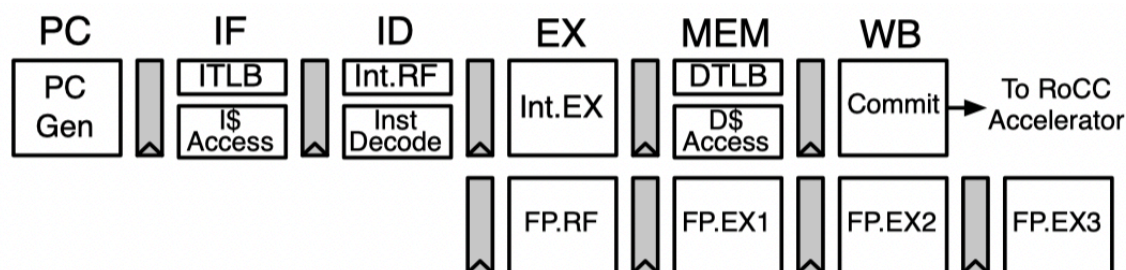 PC IF ID EX MEM WB
PC
Gen
ITLB
I$
Access
Int.RF
Inst
Decode
Int.EX
DTLB
D$
Access
Commit
To RoCC
Accelerator
FP.RF
FP.EX1
FP.EX2
FP.EX3